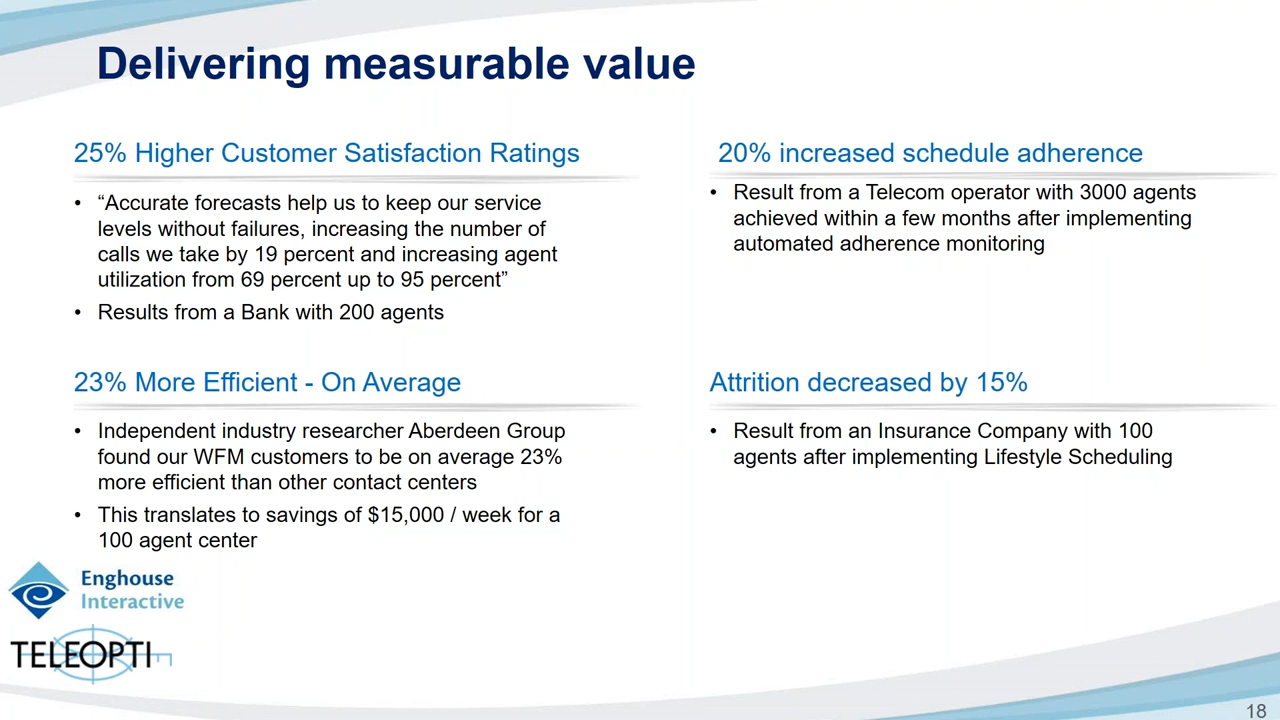 Delivering measurable value
25% Higher Customer Satisfaction Ratings
• “Accurate forecasts help us to keep our service
levels without failures, increasing the number of
calls we take by 19 percent and increasing agent
utilization from 69 percent up to 95 percent”
• Results from a Bank with 200 agents
20% increased schedule adherence
• Result from a Telecom operator with 3000 agents
achieved within a few months after implementing
automated adherence monitoring
23% More Efficient - On Average
• Independent industry researcher Aberdeen Group
found our WFM customers to be on average 23%
more efficient than other contact centers
• This translates to savings of $15,000 / week for a
100 agent center
Attrition decreased by 15%
• Result from an Insurance Company with 100
agents after implementing Lifestyle Scheduling
Enghouse
Interactive
TELEOPTI
18